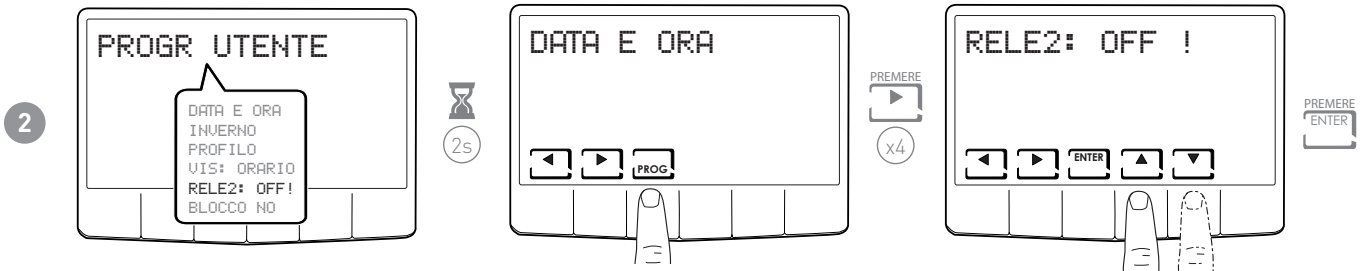 2
PROGR UTENTE
DATA E ORA
INVERNO
PROFILO
VIS: ORARIO
RELE2: OFF!
BLOCCO NO
2s
DATA E ORA
PROG
PREMERE
x4
RELE2: OFF !
ENTER
PREMERE
ENTER